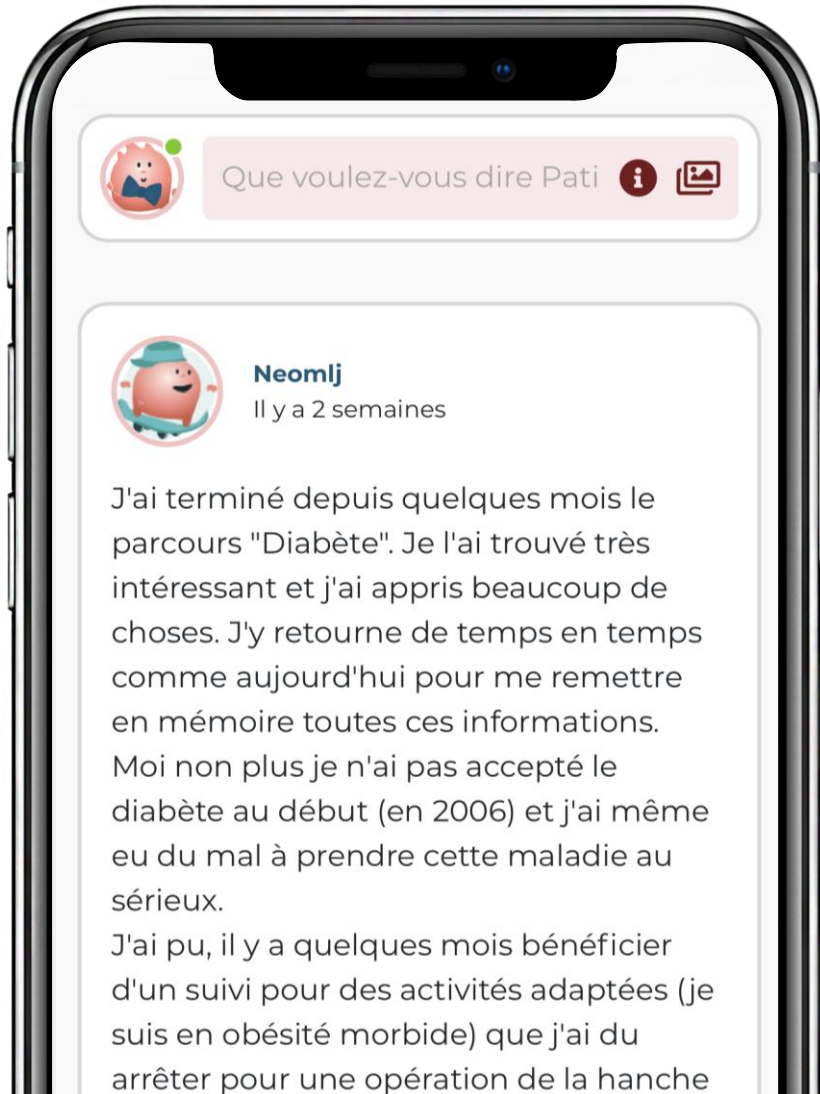 Que voulez-vous dire Pati
Neomlj
Il y a 2 semaines
J'ai terminé depuis quelques mois le
parcours "Diabète". Je l'ai trouvé très
intéressant et j'ai appris beaucoup de
choses. J'y retourne de temps en temps
comme aujourd'hui pour me remettre
en mémoire toutes ces informations.
Moi non plus je n'ai pas accepté le
diabète au début (en 2006) et j'ai même
eu du mal à prendre cette maladie au
sérieux.
J'ai pu, il y a quelques mois bénéficier
d'un suivi pour des activités adaptées (je
suis en obésité morbide) que j'ai du
arrêter pour une opération de la hanche